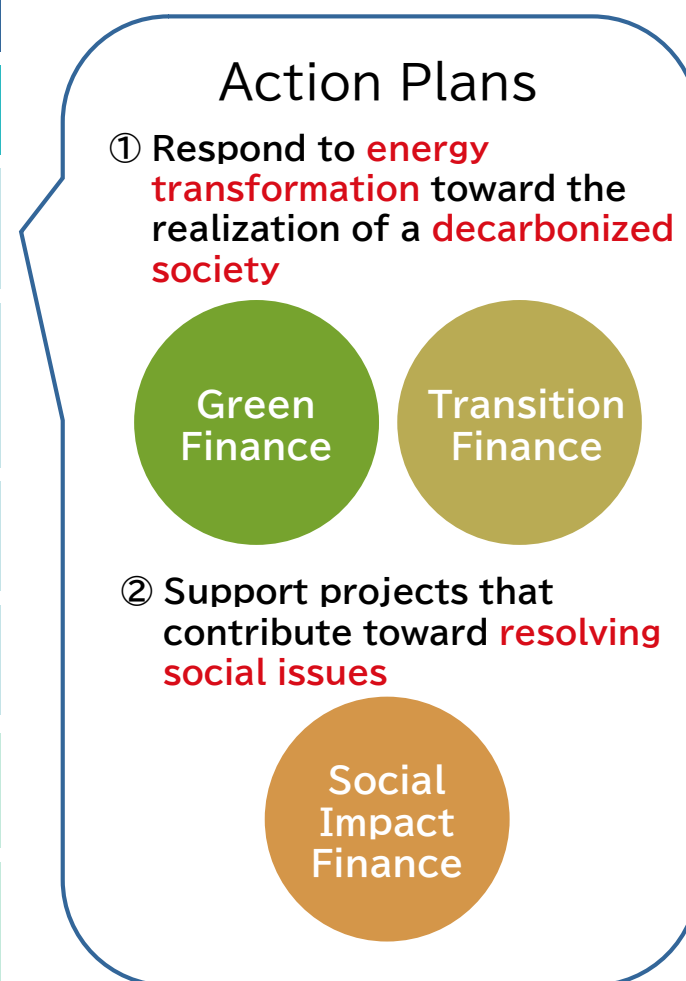 Action Plans
① Respond to energy
transformation toward the
realization of a decarbonized
society
Green
Finance
Transition
Finance
② Support projects that
contribute toward resolving
social issues
Social
Impact
Finance